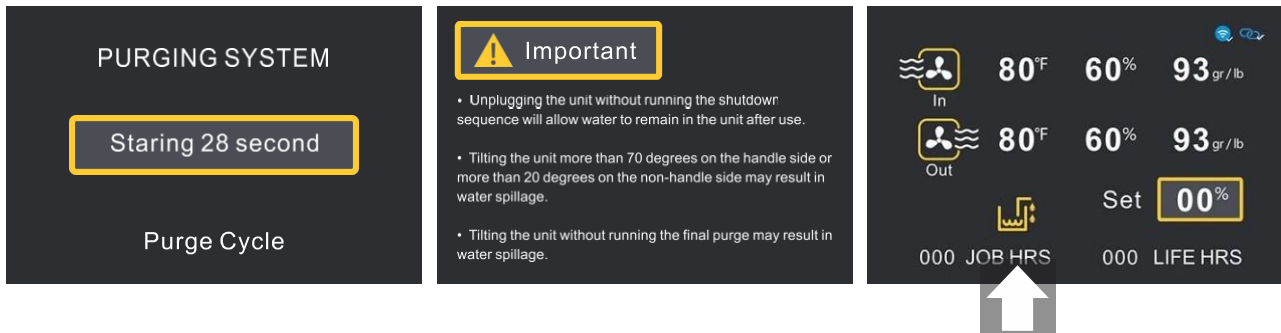 PURGING SYSTEM
Staring 28 second
Purge Cycle
Important
• Unplugging the unit without running the shutdown
sequence will allow water to remain in the unit after use.
• Tilting the unit more than 70 degrees on the handle side or
more than 20 degrees on the non-handle side may result in
water spillage.
• Tilting the unit without running the final purge may result in
water spillage.
80°F 60% 93 gr/lb
In
80°F 60% 93 gr/lb
Out
Set 00%
000 JOB HRS 000 LIFE HRS